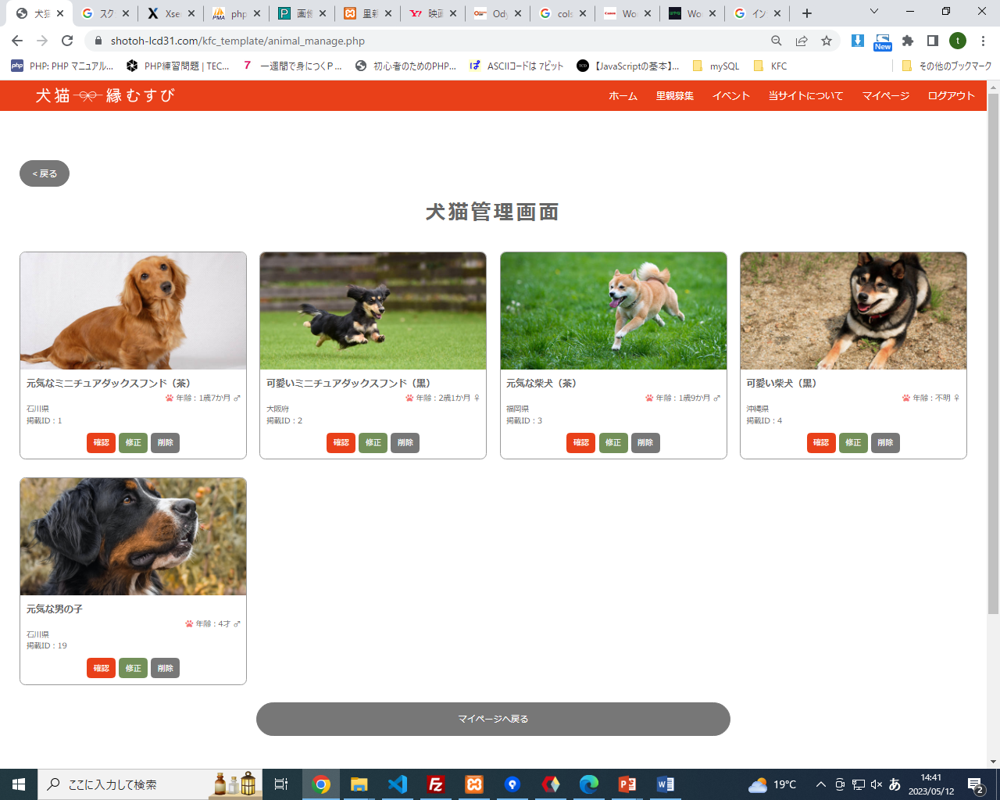 犬猫
スク
Xse
php
画像
里親
映画
Ody
cols
Wo
Wo
イン
shotoh-lcd31.com/kfc_template/animal_manage.php
New
t
PHP: PHP マニュアル...
PHP練習問題 | TEC...
一週間で身につくP...
初心者のためのPHP...
ASCIIコードは 7ビット
【JavaScriptの基本】...
mySQL
KFC
その他のブックマーク
犬猫 縁むすび
ホーム 里親募集 イベント 当サイトについて マイページ ログアウト
< 戻る
犬猫管理画面
元気なミニチュアダックスフンド（茶）
年齢：1歳7か月 ♂
石川県
掲載ID：1
確認 修正 削除
可愛いミニチュアダックスフンド（黒）
年齢：2歳1か月 ♀
大阪府
掲載ID：2
確認 修正 削除
元気な柴犬（茶）
年齢：1歳9か月 ♂
福岡県
掲載ID：3
確認 修正 削除
可愛い柴犬（黒）
年齢：不明 ♀
沖縄県
掲載ID：4
確認 修正 削除
元気な男の子
年齢：4才 ♂
石川県
掲載ID：19
確認 修正 削除
マイページへ戻る
ここに入力して検索
19°C
あ
14:41
2023/05/12
2